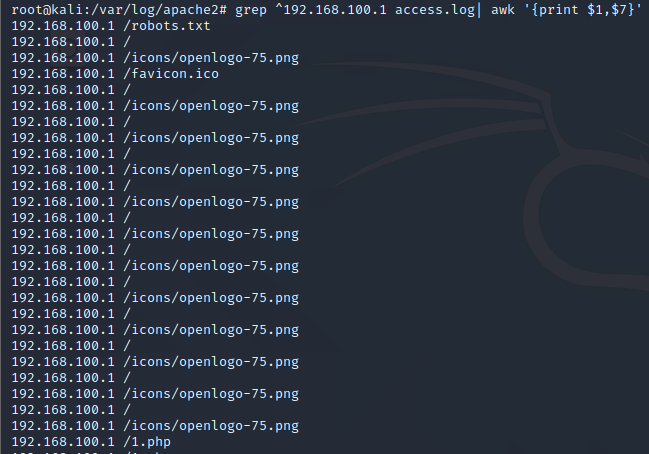 root@kali:/var/log/apache2# grep ^192.168.100.1 access.log| awk '{print $1,$7}'
192.168.100.1 /robots.txt
192.168.100.1 /
192.168.100.1 /icons/openlogo-75.png
192.168.100.1 /favicon.ico
192.168.100.1 /
192.168.100.1 /icons/openlogo-75.png
192.168.100.1 /
192.168.100.1 /icons/openlogo-75.png
192.168.100.1 /
192.168.100.1 /icons/openlogo-75.png
192.168.100.1 /
192.168.100.1 /icons/openlogo-75.png
192.168.100.1 /
192.168.100.1 /icons/openlogo-75.png
192.168.100.1 /
192.168.100.1 /icons/openlogo-75.png
192.168.100.1 /
192.168.100.1 /icons/openlogo-75.png
192.168.100.1 /
192.168.100.1 /icons/openlogo-75.png
192.168.100.1 /
192.168.100.1 /icons/openlogo-75.png
192.168.100.1 /
192.168.100.1 /icons/openlogo-75.png
192.168.100.1 /
192.168.100.1 /icons/openlogo-75.png
192.168.100.1 /1.php